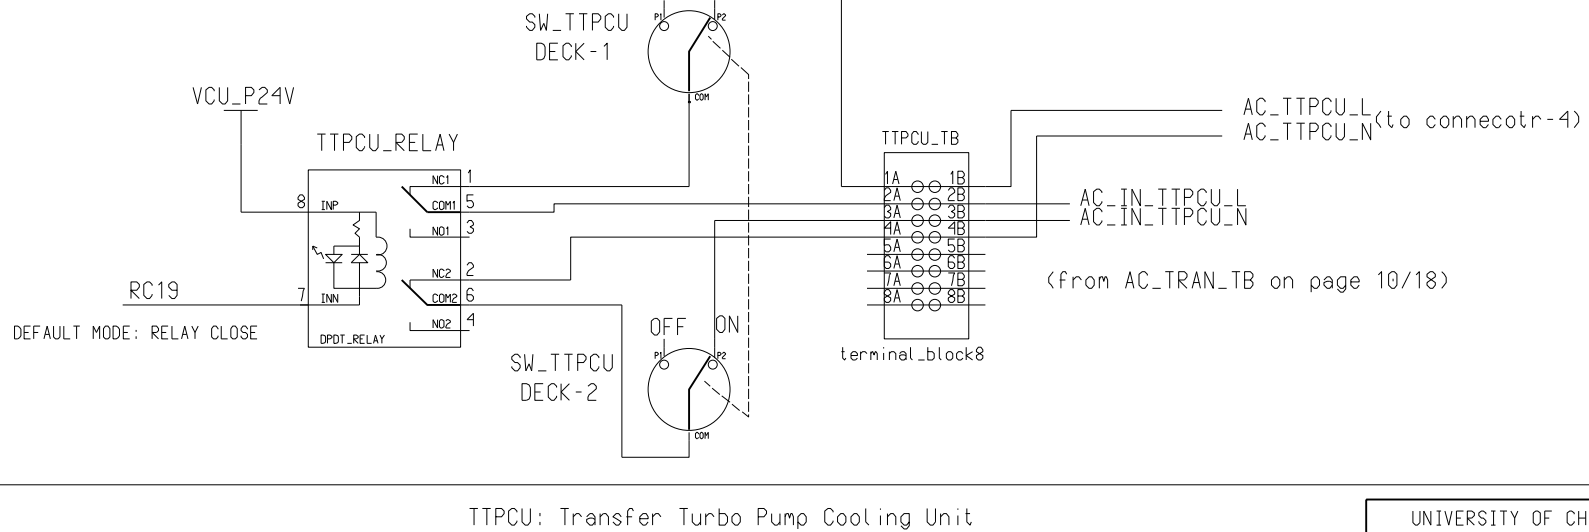 P1
P2
SW_TTPCU
DECK-1
COM
VCU_P24V
TTPCU_RELAY
NC1 1
8 INP
COM1 5
NO1 3
NC2 2
RC19
7 INN
COM2 6
NO2 4
DPDT_RELAY
DEFAULT MODE: RELAY CLOSE
OFF ON
P1
P2
SW_TTPCU
DECK-2
COM
TTPCU_TB
1A 1B
2A 2B
3A 3B
4A 4B
5A 5B
6A 6B
7A 7B
8A 8B
terminal_block8
AC_TTPCU_L
AC_TTPCU_N
(to connecotr-4)
AC_IN_TTPCU_L
AC_IN_TTPCU_N
(from AC_TRAN_TB on page 10/18)
TTPCU: Transfer Turbo Pump Cooling Unit
UNIVERSITY OF CH